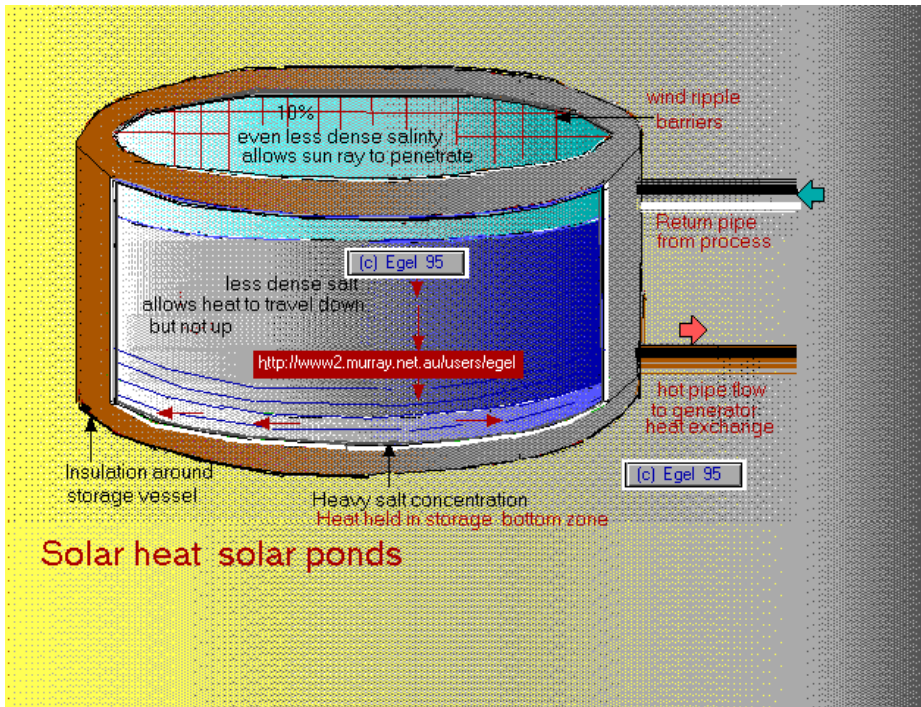 10%
even less dense salinity
allows sun ray to penetrate
wind ripple
barriers
Return pipe
from process
(c) Egel 95
less dense salt
allows heat to travel down
but not up
http://www2.murray.net.au/users/egel
hot pipe flow
to generator
heat exchange
Insulation around
storage vessel
(c) Egel 95
Heavy salt concentration
Heat held in storage bottom zone
Solar heat solar ponds